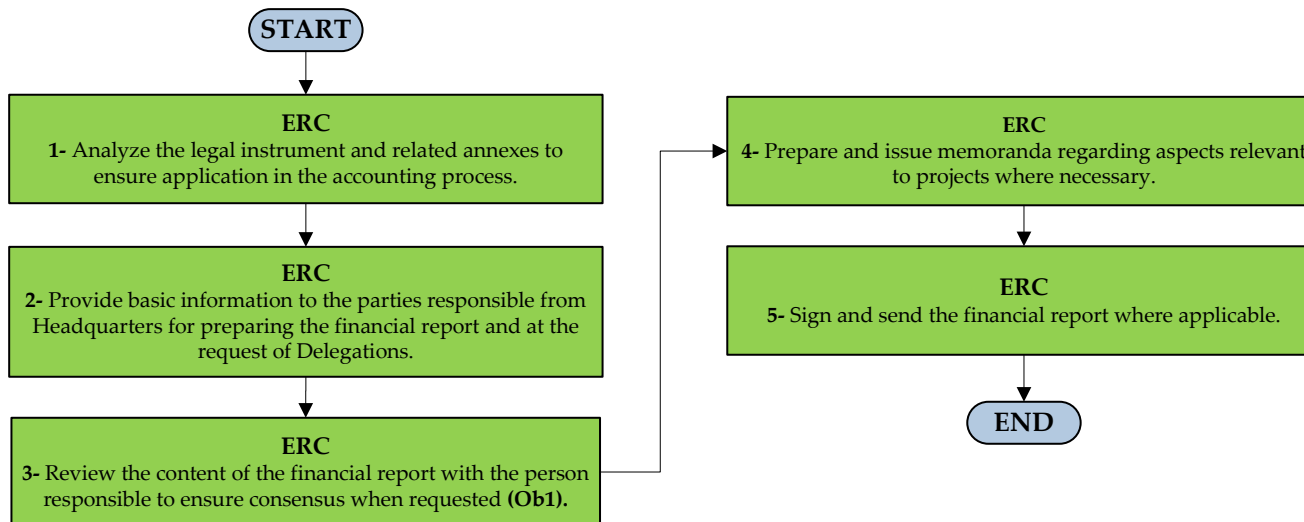 START
ERC
1- Analyze the legal instrument and related annexes to
ensure application in the accounting process.
ERC
2- Provide basic information to the parties responsible from
Headquarters for preparing the financial report and at the
request of Delegations.
ERC
3- Review the content of the financial report with the person
responsible to ensure consensus when requested (Ob1).
ERC
4- Prepare and issue memoranda regarding aspects relevant
to projects where necessary.
ERC
5- Sign and send the financial report where applicable.
END